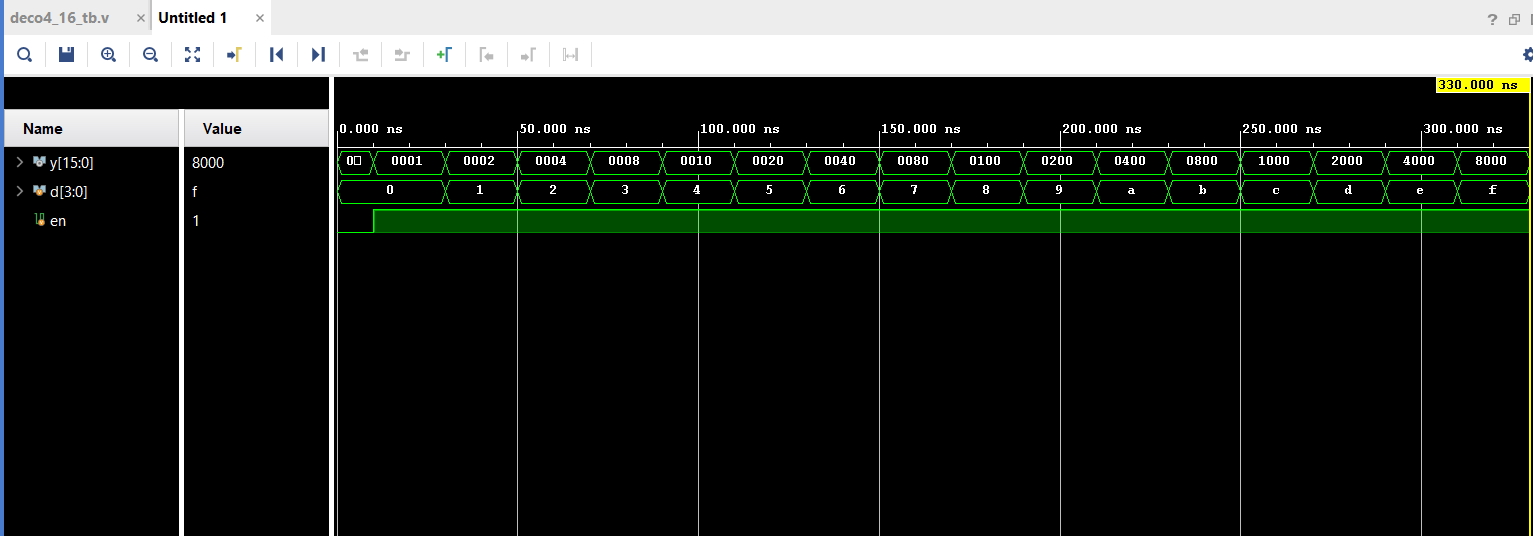 deco4_16_tb.v × Untitled 1 ×
?
330.000 ns
Name Value
0.000 ns 50.000 ns 100.000 ns 150.000 ns 200.000 ns 250.000 ns 300.000 ns
y[15:0] 8000 0001 0002 0004 0008 0010 0020 0040 0080 0100 0200 0400 0800 1000 2000 4000 8000
d[3:0] f 0 1 2 3 4 5 6 7 8 9 a b c d e f
en 1